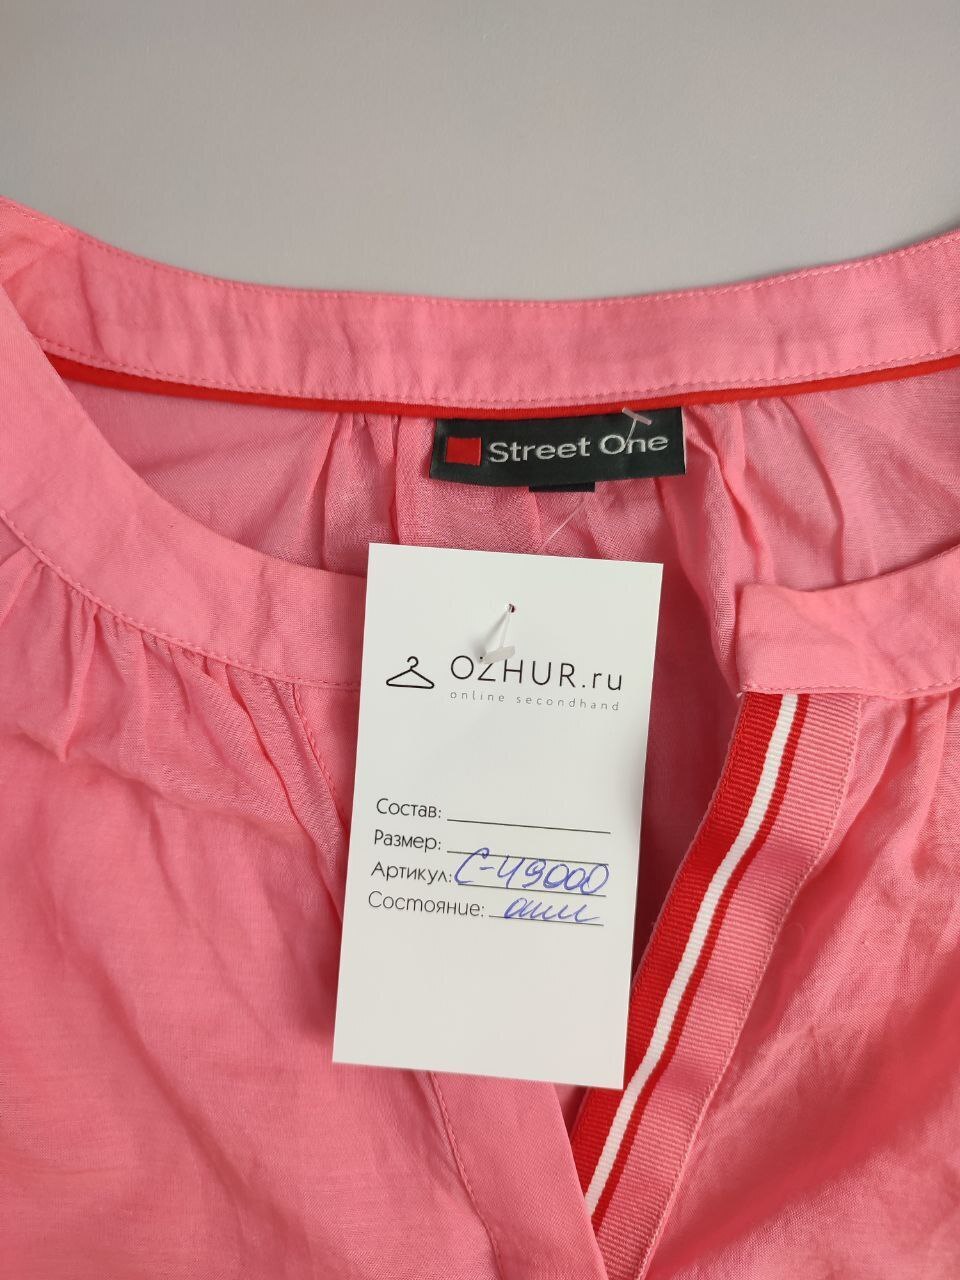 Street One
OZHUR.ru
online secondhand
Состав:
Размер:
Артикул: С-49000
Состояние: